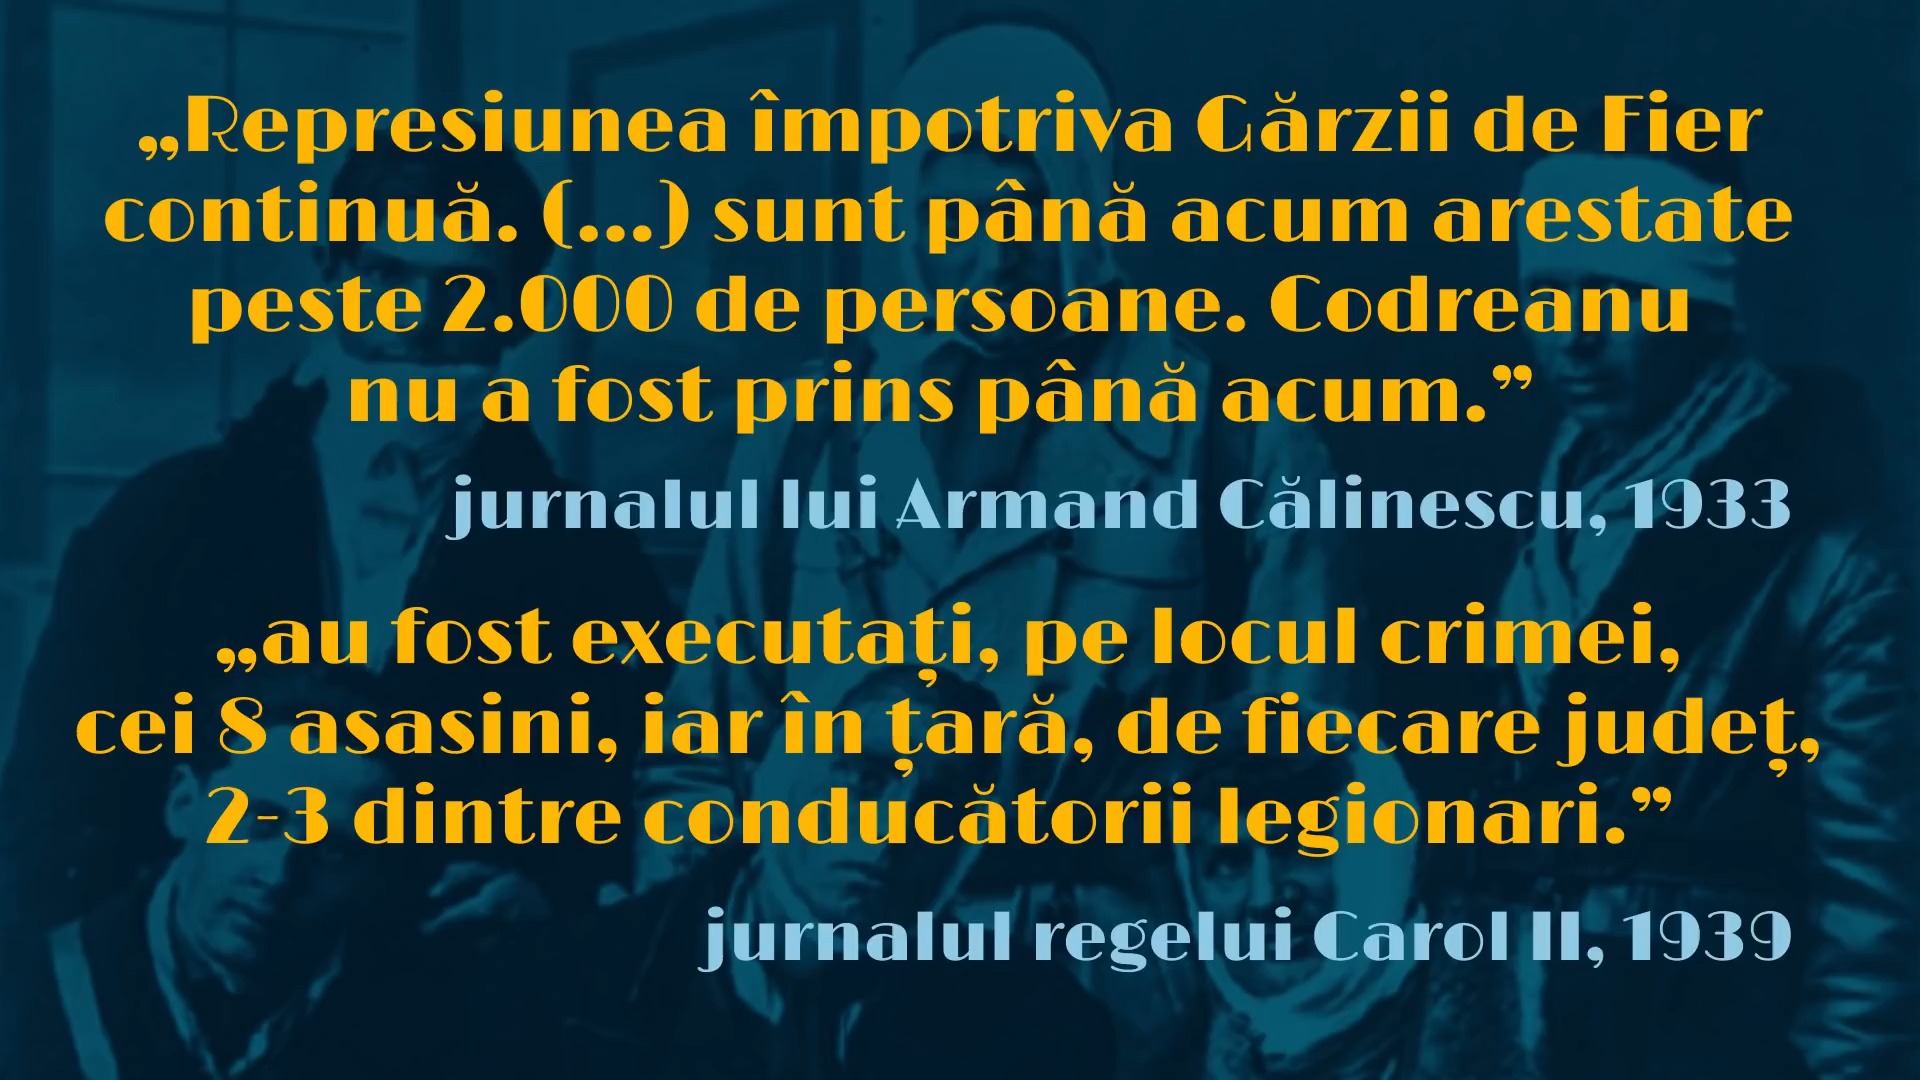 „Represiunea împotriva Gărzii de Fier
continuă. (...) sunt până acum arestate
peste 2.000 de persoane. Codreanu
nu a fost prins până acum.”
jurnalul lui Armand Călinescu, 1933
„au fost executați, pe locul crimei,
cei 8 asasini, iar în țară, de fiecare județ,
2-3 dintre conducătorii legionari.”
jurnalul regelui Carol II, 1939